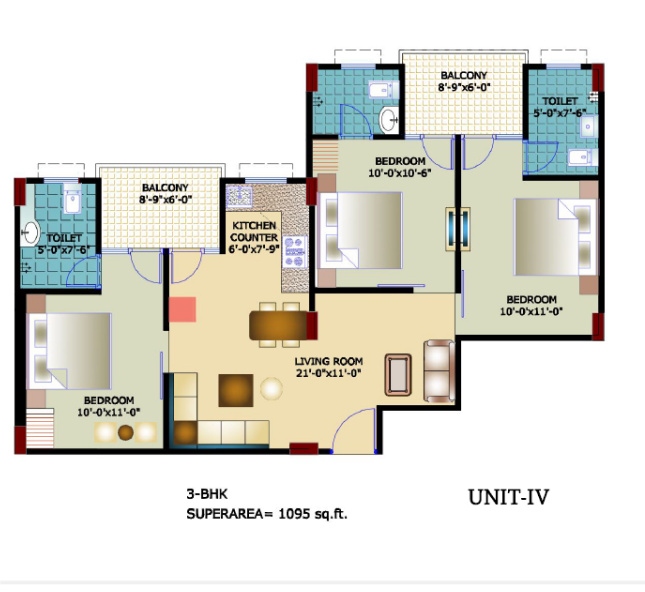 BALCONY
8'-9"x6'-0"
TOILET
5'-0"x7'-6"
BEDROOM
10'-0"x10'-6"
BALCONY
8'-9"x6'-0"
KITCHEN
COUNTER
6'-0"x7'-9"
TOILET
5'-0"x7'-6"
BEDROOM
10'-0"x11'-0"
LIVING ROOM
21'-0"x11'-0"
BEDROOM
10'-0"x11'-0"
3-BHK
SUPERAREA= 1095 sq.ft.
UNIT-IV